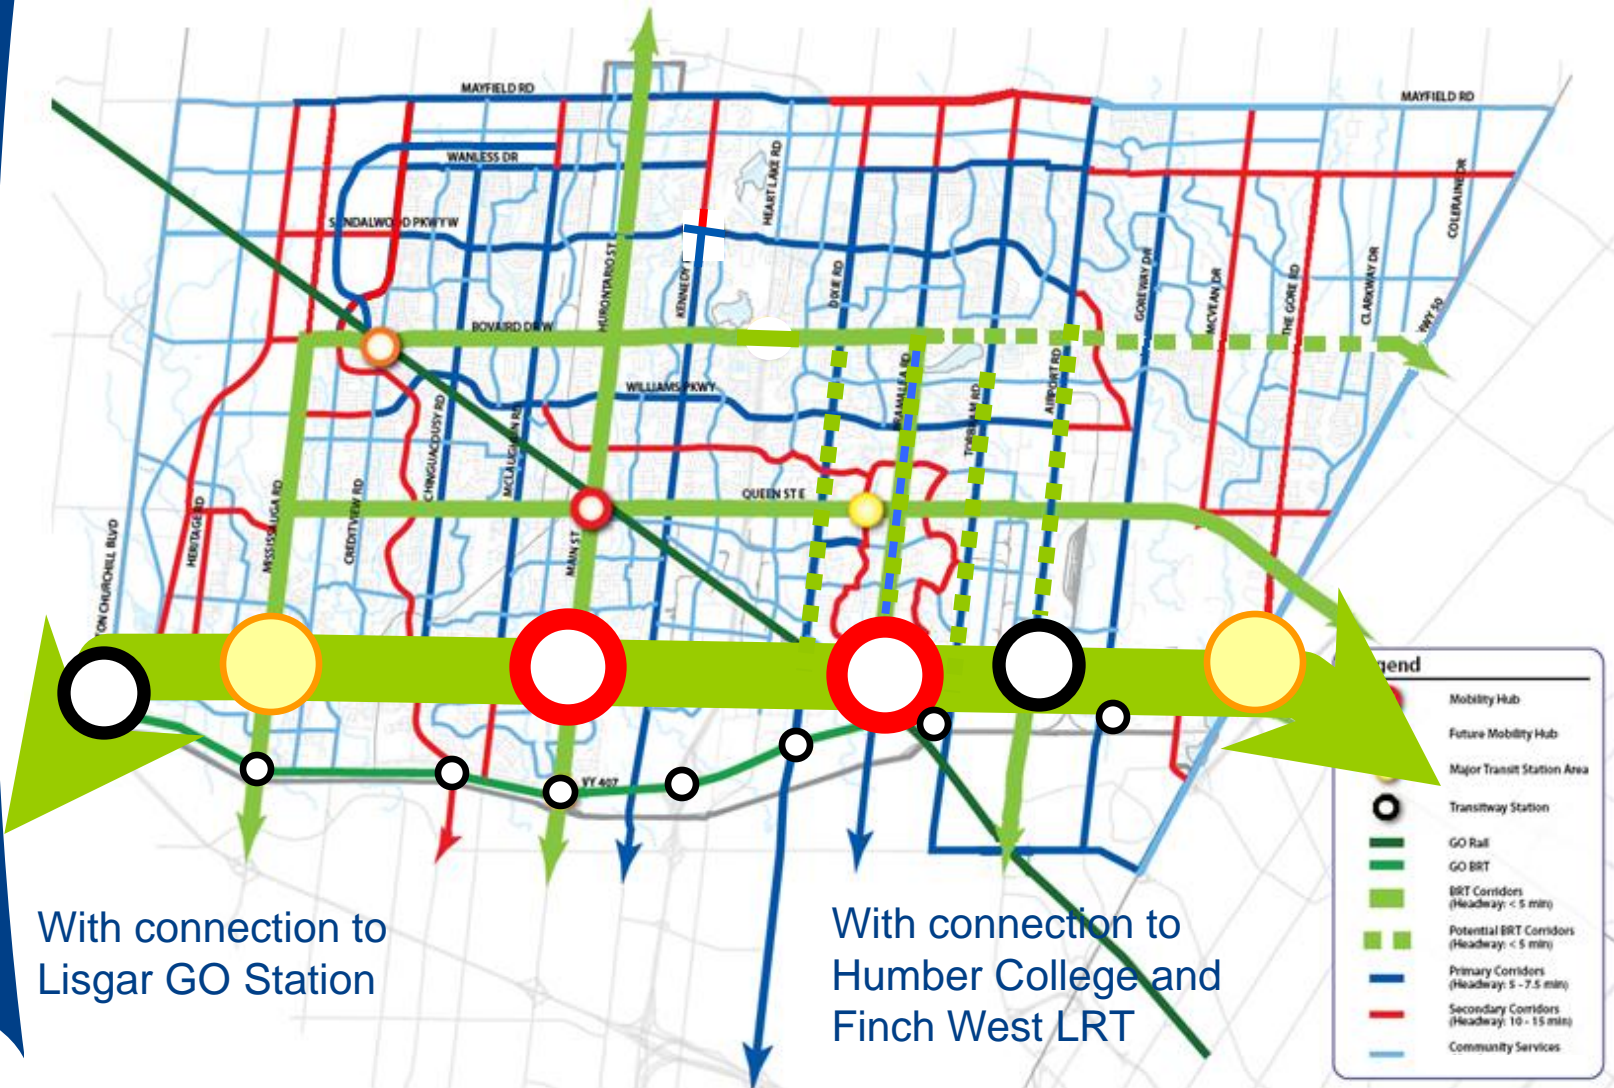 MAYFIELD RD
MAYFIELD RD
WANLESS DR
SANDALWOOD PKWY W
HEART LAKE RD
COLERAINE DR
HURONTARIO ST
KENNEDY
DIXIE RD
GOREWAY DR
MCVEAN DR
THE GORE RD
CLARKWAY DR
HWY 50
BOVAIRD DR W
WILLIAMS PKWY
CHINGUACOUSY RD
MCLAUGHLIN RD
BRAMALEA RD
TORBRAM RD
AIRPORT RD
QUEEN ST E
HERITAGE RD
MISSISSAUGA RD
CREDITVIEW RD
MAIN ST
TON CHURCHILL BLVD
VY 407
gend
Mobility Hub
Future Mobility Hub
Major Transit Station Area
Transitway Station
GO Rail
GO BRT
BRT Corridors
(Headway: < 5 min)
Potential BRT Corridors
(Headway: < 5 min)
Primary Corridors
(Headway: 5 - 7.5 min)
Secondary Corridors
(Headway: 10 - 15 min)
Community Services
With connection to
Lisgar GO Station
With connection to
Humber College and
Finch West LRT